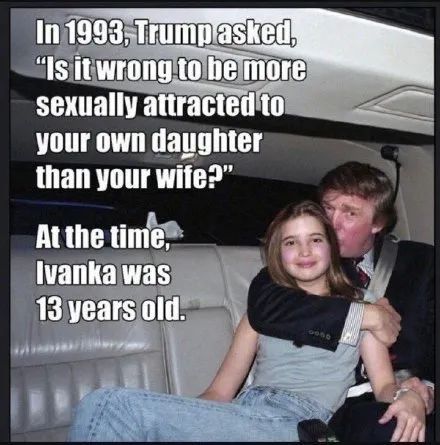 In 1993, Trump asked,
“Is it wrong to be more
sexually attracted to
your own daughter
than your wife?”
At the time,
Ivanka was
13 years old.